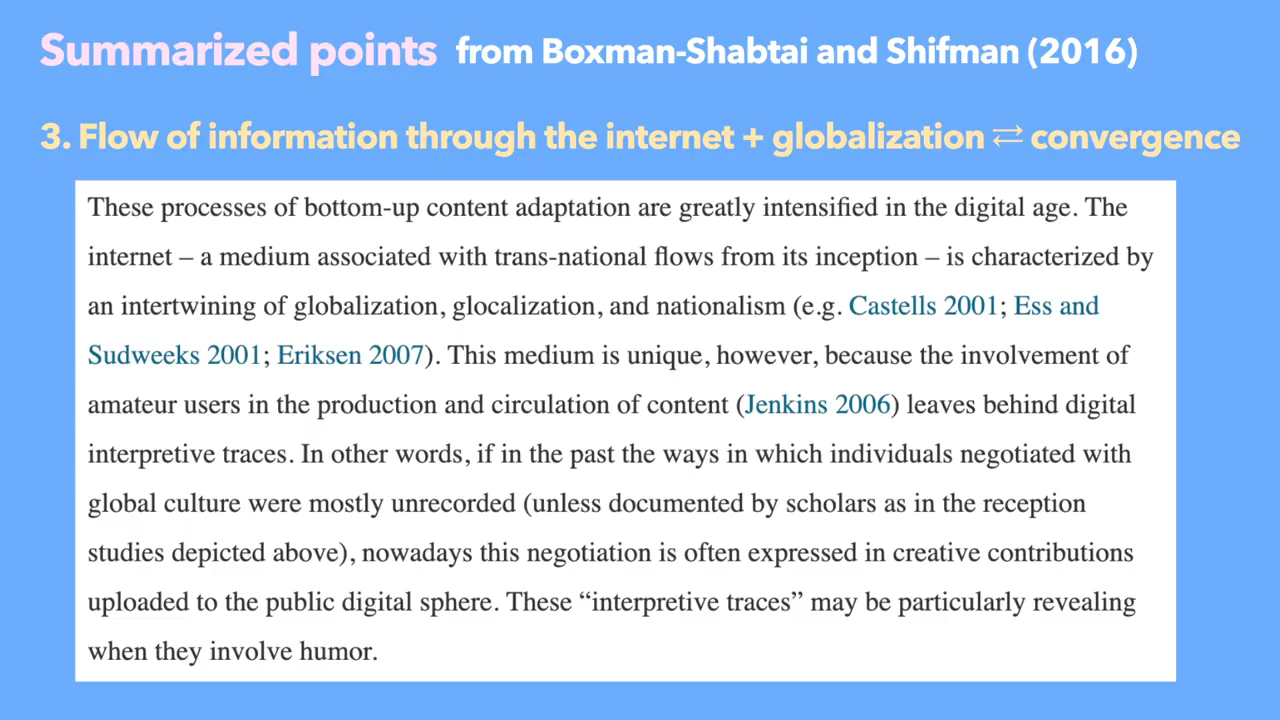 Summarized points from Boxman-Shabtai and Shifman (2016)
3. Flow of information through the internet + globalization ⇄ convergence
These processes of bottom-up content adaptation are greatly intensified in the digital age. The
internet – a medium associated with trans-national flows from its inception – is characterized by
an intertwining of globalization, glocalization, and nationalism (e.g. Castells 2001; Ess and
Sudweeks 2001; Eriksen 2007). This medium is unique, however, because the involvement of
amateur users in the production and circulation of content (Jenkins 2006) leaves behind digital
interpretive traces. In other words, if in the past the ways in which individuals negotiated with
global culture were mostly unrecorded (unless documented by scholars as in the reception
studies depicted above), nowadays this negotiation is often expressed in creative contributions
uploaded to the public digital sphere. These “interpretive traces” may be particularly revealing
when they involve humor.